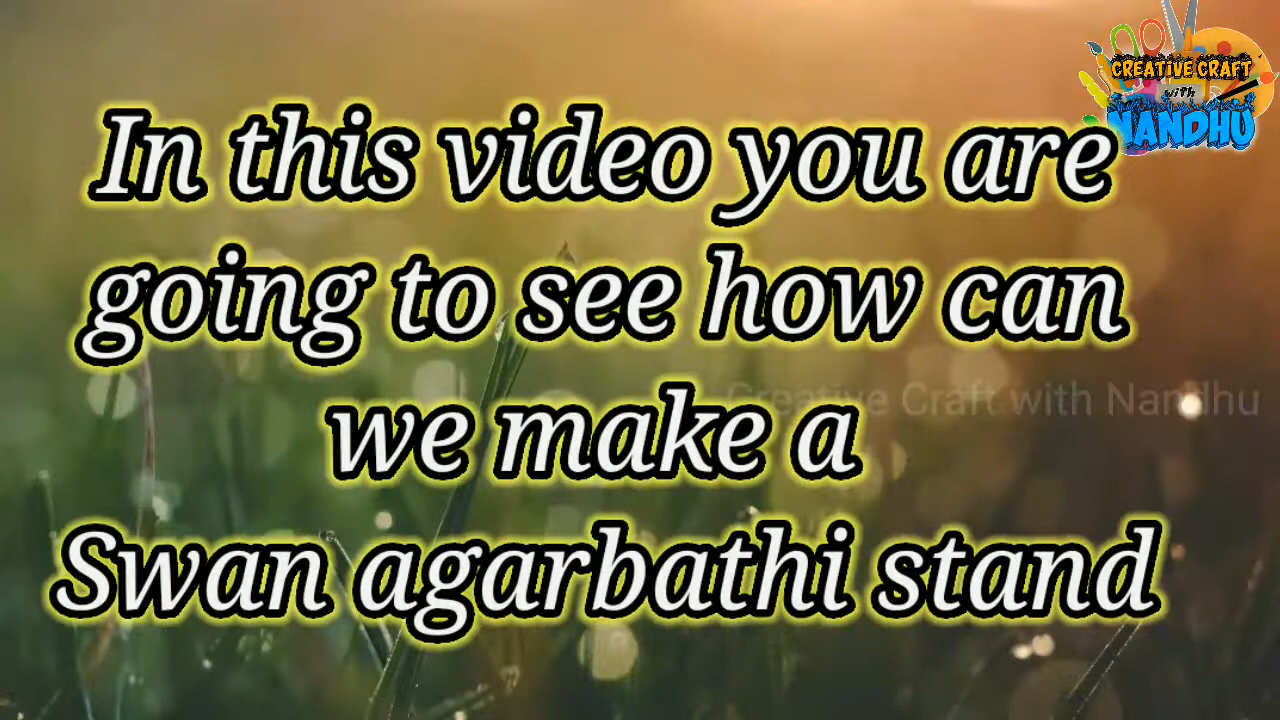 CREATIVE CRAFT
with
NANDHU
In this video you are
going to see how can
Creative Craft with Nandhu
we make a
Swan agarbathi stand